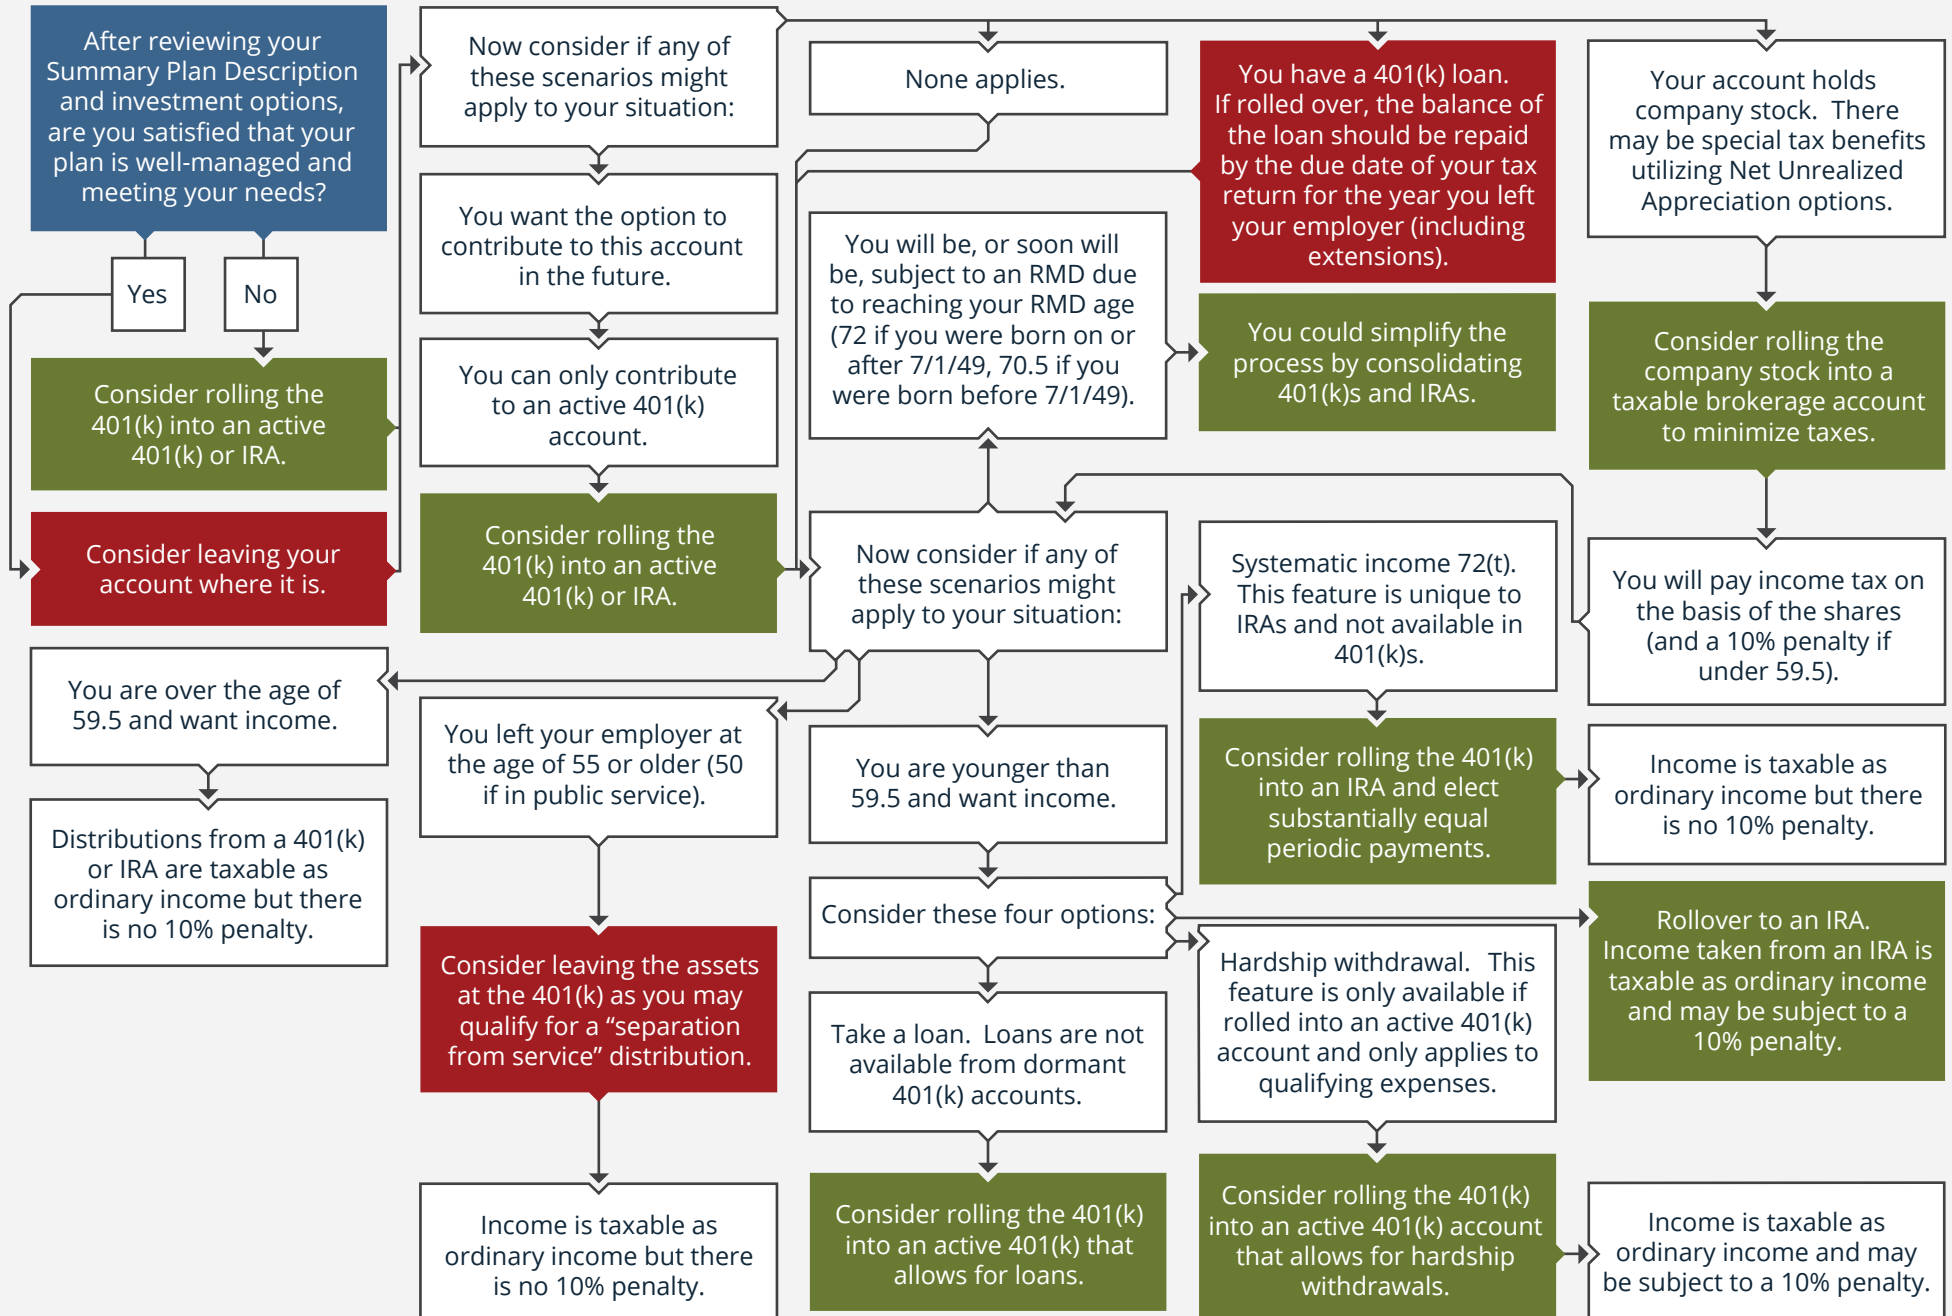 After reviewing your
Summary Plan Description
and investment options,
are you satisfied that your
plan is well-managed and
meeting your needs?
Yes
No
Consider rolling the
401(k) into an active
401(k) or IRA.
Consider leaving your
account where it is.
Now consider if any of
these scenarios might
apply to your situation:
You want the option to
contribute to this account
in the future.
You can only contribute
to an active 401(k)
account.
Consider rolling the
401(k) into an active
401(k) or IRA.
None applies.
You have a 401(k) loan.
If rolled over, the balance of
the loan should be repaid
by the due date of your tax
return for the year you left
your employer (including
extensions).
Your account holds
company stock. There
may be special tax benefits
utilizing Net Unrealized
Appreciation options.
Consider rolling the
company stock into a
taxable brokerage account
to minimize taxes.
You will pay income tax on
the basis of the shares
(and a 10% penalty if
under 59.5).
Now consider if any of
these scenarios might
apply to your situation:
You will be, or soon will
be, subject to an RMD due
to reaching your RMD age
(72 if you were born on or
after 7/1/49, 70.5 if you
were born before 7/1/49).
You could simplify the
process by consolidating
401(k)s and IRAs.
You are over the age of
59.5 and want income.
Distributions from a 401(k)
or IRA are taxable as
ordinary income but there
is no 10% penalty.
You left your employer at
the age of 55 or older (50
if in public service).
Consider leaving the assets
at the 401(k) as you may
qualify for a “separation
from service” distribution.
Income is taxable as
ordinary income but there
is no 10% penalty.
You are younger than
59.5 and want income.
Consider these four options:
Take a loan. Loans are not
available from dormant
401(k) accounts.
Consider rolling the 401(k)
into an active 401(k) that
allows for loans.
Systematic income 72(t).
This feature is unique to
IRAs and not available in
401(k)s.
Consider rolling the 401(k)
into an IRA and elect
substantially equal
periodic payments.
Income is taxable as
ordinary income but there
is no 10% penalty.
Rollover to an IRA.
Income taken from an IRA is
taxable as ordinary income
and may be subject to a
10% penalty.
Hardship withdrawal. This
feature is only available if
rolled into an active 401(k)
account and only applies to
qualifying expenses.
Consider rolling the 401(k)
into an active 401(k) account
that allows for hardship
withdrawals.
Income is taxable as
ordinary income and may
be subject to a 10% penalty.